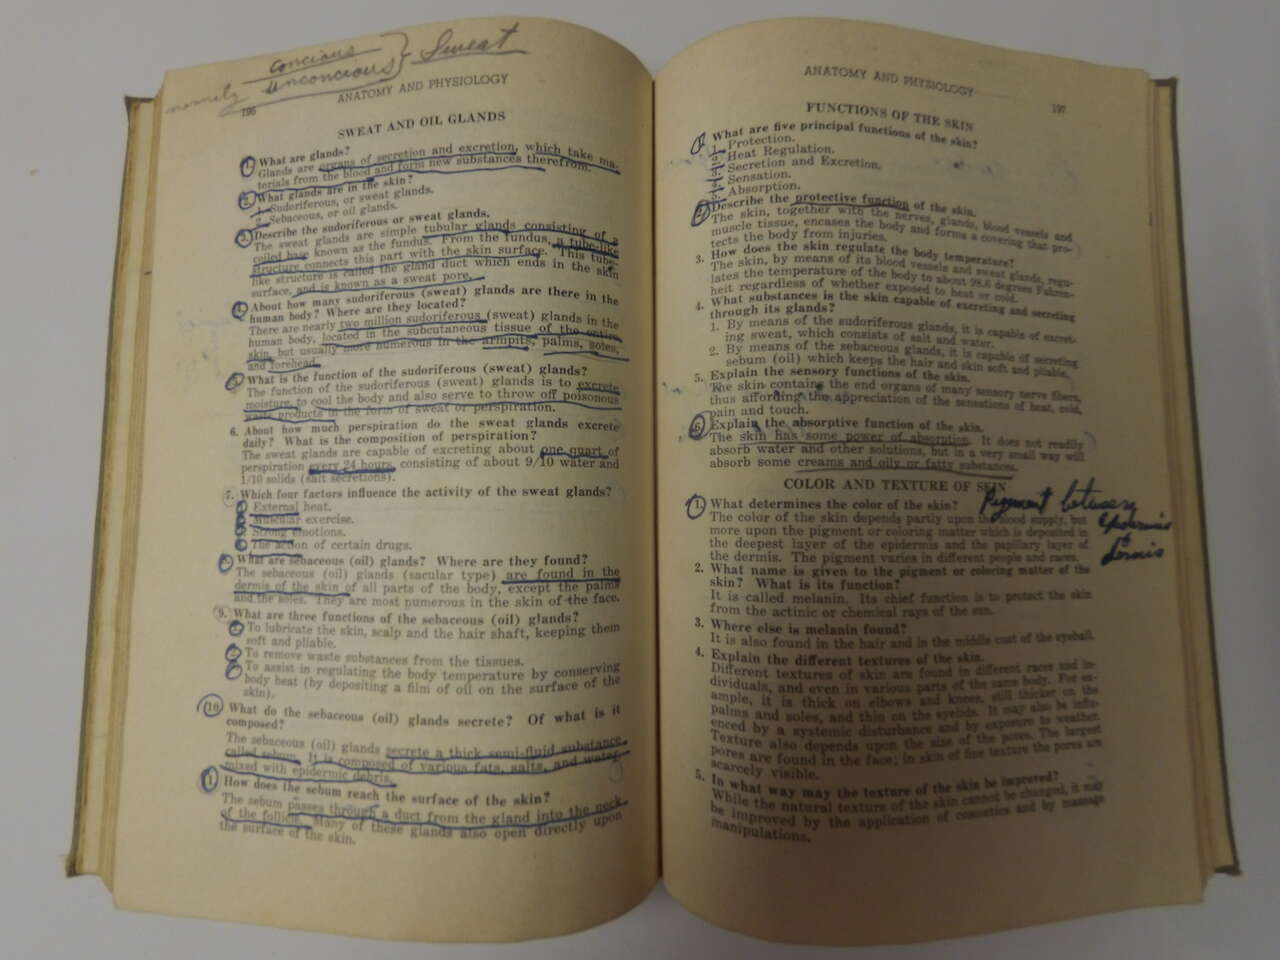 concious
unconcious } Sweat
196
ANATOMY AND PHYSIOLOGY
SWEAT AND OIL GLANDS
1. What are glands?
Glands are organs of secretion and excretion, which take ma-
terials from the blood and form new substances therefrom.
2. What glands are in the skin?
1. Sudoriferous, or sweat glands.
2. Sebaceous, or oil glands.
3. Describe the sudoriferous or sweat glands.
The sweat glands are simple tubular glands consisting of a
coiled base known as the fundus. From the fundus, a tube-like
structure connects this part with the skin surface. This tube-
like structure is called the gland duct which ends in the skin
surface, and is known as a sweat pore.
4. About how many sudoriferous (sweat) glands are there in the
human body? Where are they located?
There are nearly two million sudoriferous (sweat) glands in the
human body, located in the subcutaneous tissue of the entire
skin, but usually more numerous in the armpits, palms, soles,
and forehead.
5. What is the function of the sudoriferous (sweat) glands?
The function of the sudoriferous (sweat) glands is to excrete
moisture, to cool the body and also serve to throw off poisonous
waste products in the form of sweat or perspiration.
6. About how much perspiration do the sweat glands excrete
daily? What is the composition of perspiration?
The sweat glands are capable of excreting about one quart of
perspiration every 24 hours, consisting of about 9/10 water and
1/10 solids (salt secretions).
7. Which four factors influence the activity of the sweat glands?
External heat.
Muscular exercise.
Strong emotions.
The action of certain drugs.
8. What are sebaceous (oil) glands? Where are they found?
The sebaceous (oil) glands (sacular type) are found in the
dermis of the skin of all parts of the body, except the palms
and the soles. They are most numerous in the skin of the face.
9. What are three functions of the sebaceous (oil) glands?
To lubricate the skin, scalp and the hair shaft, keeping them
soft and pliable.
2 To remove waste substances from the tissues.
To assist in regulating the body temperature by conserving
body heat (by depositing a film of oil on the surface of the
skin).
10. What do the sebaceous (oil) glands secrete? Of what is it
composed?
The sebaceous (oil) glands secrete a thick semi-fluid substance
called sebum. It is composed of various fats, salts, and water,
mixed with epidermic debris.
11. How does the sebum reach the surface of the skin?
The sebum passes through a duct from the gland into the neck
of the follicle. Many of these glands also open directly upon
the surface of the skin.
ANATOMY AND PHYSIOLOGY
197
FUNCTIONS OF THE SKIN
1. What are five principal functions of the skin?
Protection.
Heat Regulation.
Secretion and Excretion.
Sensation.
Absorption.
2. Describe the protective function of the skin.
The skin, together with the nerves, glands, blood vessels and
muscle tissue, encases the body and forms a covering that pro-
tects the body from injuries.
3. How does the skin regulate the body temperature?
The skin, by means of its blood vessels and sweat glands, regu-
lates the temperature of the body to about 98.6 degrees Fahren-
heit regardless of whether exposed to heat or cold.
4. What substances is the skin capable of excreting and secreting
through its glands?
1. By means of the sudoriferous glands, it is capable of excret-
ing sweat, which consists of salt and water.
2. By means of the sebaceous glands, it is capable of secreting
sebum (oil) which keeps the hair and skin soft and pliable.
5. Explain the sensory functions of the skin.
The skin contains the end organs of many sensory nerve fibers,
thus affording the appreciation of the sensations of heat, cold,
pain and touch.
6. Explain the absorptive function of the skin.
The skin has some power of absorption. It does not readily
absorb water and other solutions, but in a very small way will
absorb some creams and oily or fatty substances.
COLOR AND TEXTURE OF SKIN
Pigment between
Epidermis
&
dermis
1. What determines the color of the skin?
The color of the skin depends partly upon the blood supply, but
more upon the pigment or coloring matter which is deposited in
the deepest layer of the epidermis and the papillary layer of
the dermis. The pigment varies in different people and races.
2. What name is given to the pigment or coloring matter of the
skin? What is its function?
It is called melanin. Its chief function is to protect the skin
from the actinic or chemical rays of the sun.
3. Where else is melanin found?
It is also found in the hair and in the middle coat of the eyeball.
4. Explain the different textures of the skin.
Different textures of skin are found in different races and in-
dividuals, and even in various parts of the same body. For ex-
ample, it is thick on elbows and knees, still thicker on the
palms and soles, and thin on the eyelids. It may also be influ-
enced by a systemic disturbance and by exposure to weather.
Texture also depends upon the size of the pores. The largest
pores are found in the face; in skin of fine texture the pores are
scarcely visible.
5. In what way may the texture of the skin be improved?
While the natural texture of the skin cannot be changed, it may
be improved by the application of cosmetics and by massage
manipulations.